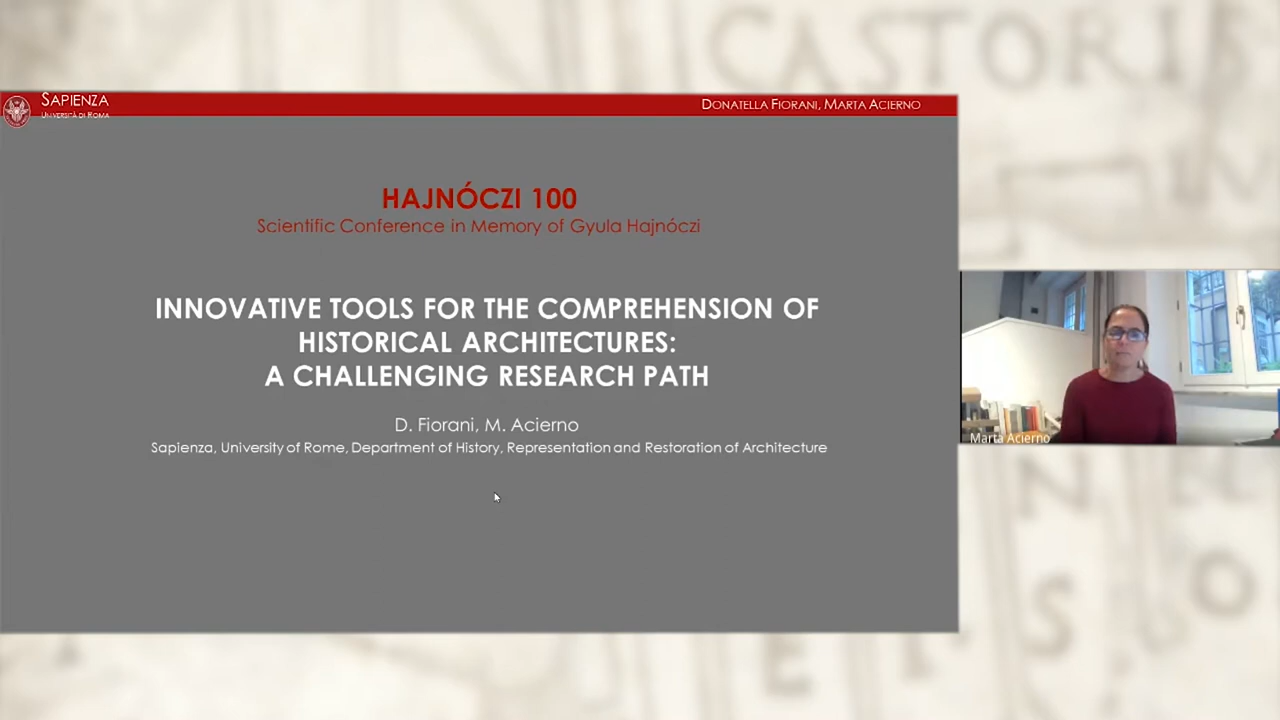 CASTORIS
SAPIENZA
UNIVERSITÀ DI ROMA
DONATELLA FIORANI, MARTA ACIERNO
HAJNÓCZI 100
Scientific Conference in Memory of Gyula Hajnóczi
INNOVATIVE TOOLS FOR THE COMPREHENSION OF
HISTORICAL ARCHITECTURES:
A CHALLENGING RESEARCH PATH
D. Fiorani, M. Acierno
Sapienza, University of Rome, Department of History, Representation and Restoration of Architecture
Marta Acierno